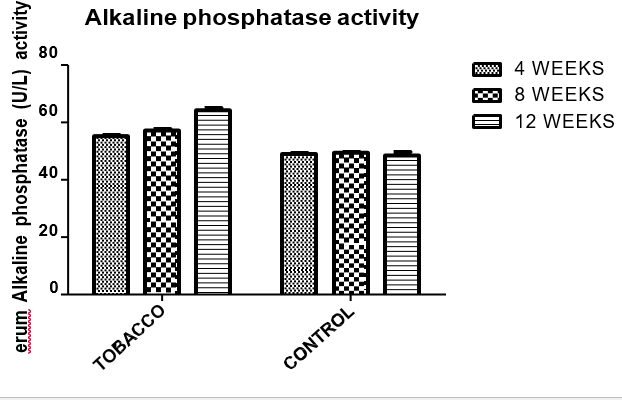 Alkaline phosphatase activity
erum Alkaline phosphatase (U/L) activity
80
60
40
20
0
TOBACCO
CONTROL
4 WEEKS
8 WEEKS
12 WEEKS